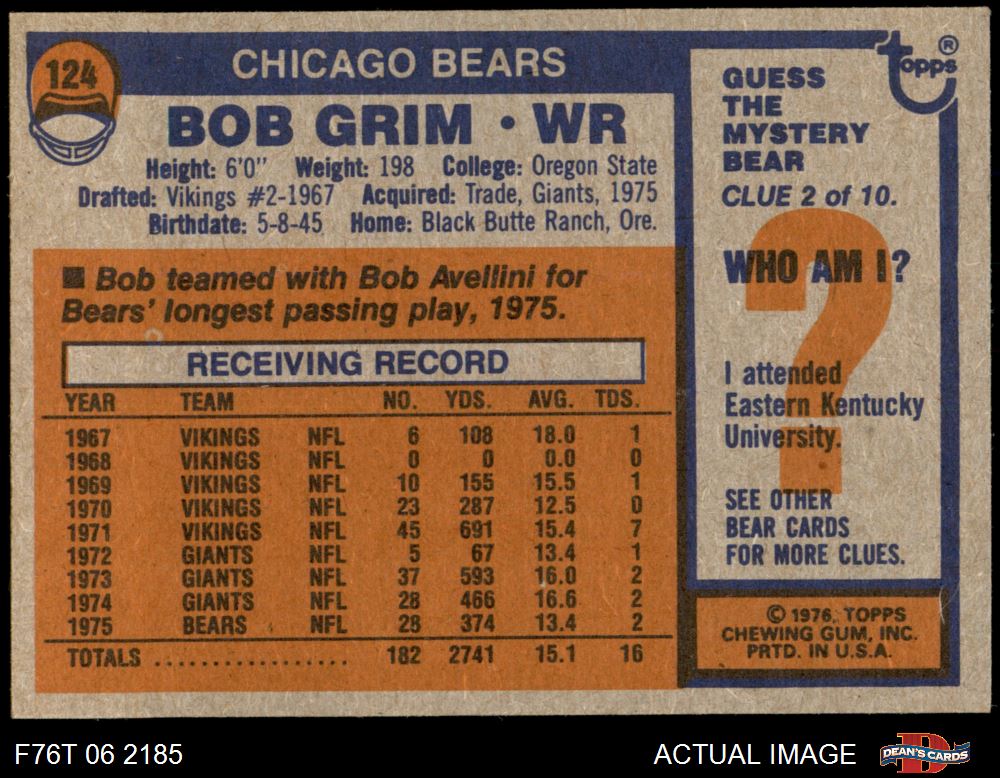 124
CHICAGO BEARS
BOB GRIM • WR
Height: 6'0" Weight: 198 College: Oregon State
Drafted: Vikings #2-1967 Acquired: Trade, Giants, 1975
Birthdate: 5-8-45 Home: Black Butte Ranch, Ore.
■ Bob teamed with Bob Avellini for
Bears' longest passing play, 1975.
RECEIVING RECORD
YEAR TEAM NO. YDS. AVG. TDS.
1967 VIKINGS NFL 6 108 18.0 1
1968 VIKINGS NFL 0 0 0.0 0
1969 VIKINGS NFL 10 155 15.5 1
1970 VIKINGS NFL 23 287 12.5 0
1971 VIKINGS NFL 45 691 15.4 7
1972 GIANTS NFL 5 67 13.4 1
1973 GIANTS NFL 37 593 16.0 2
1974 GIANTS NFL 28 466 16.6 2
1975 BEARS NFL 28 374 13.4 2
TOTALS .................. 182 2741 15.1 16
topps ®
GUESS
THE
MYSTERY
BEAR
CLUE 2 of 10.
?
WHO AM I?
I attended
Eastern Kentucky
University.
SEE OTHER
BEAR CARDS
FOR MORE CLUES.
© 1976, TOPPS
CHEWING GUM, INC.
PRTD. IN U.S.A.
F76T 06 2185
ACTUAL IMAGE
D
DEAN'S CARDS